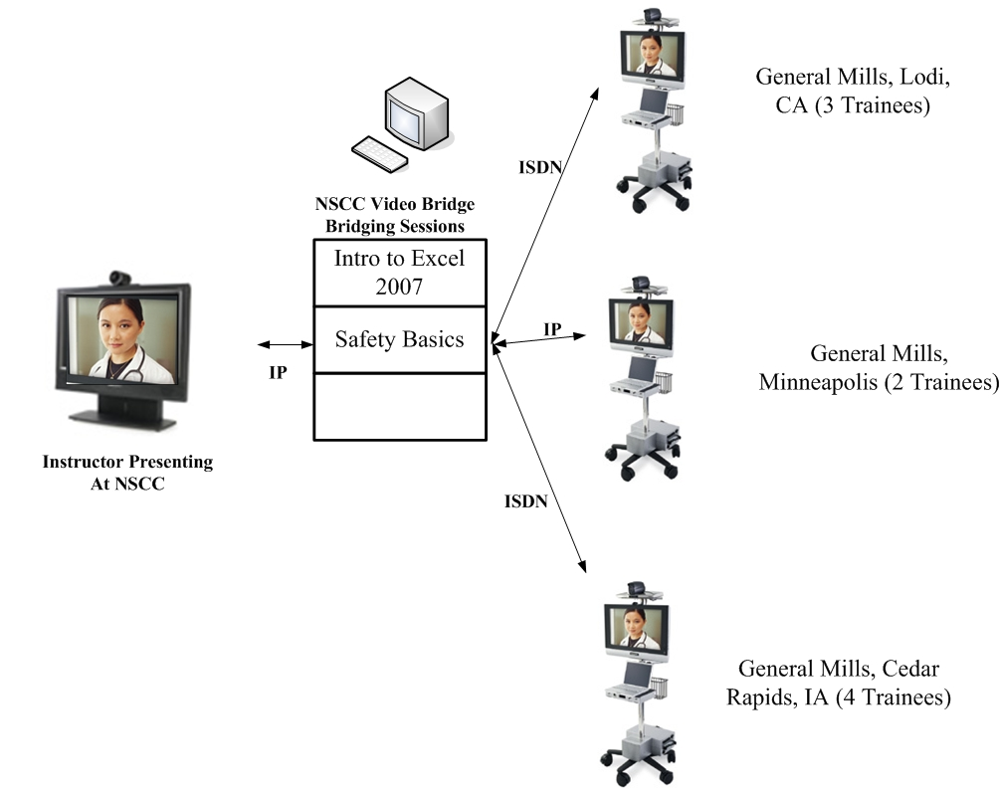 General Mills, Lodi,
CA (3 Trainees)
ISDN
NSCC Video Bridge
Bridging Sessions
Intro to Excel
2007
Safety Basics
IP
IP
General Mills,
Minneapolis (2 Trainees)
Instructor Presenting
At NSCC
ISDN
General Mills, Cedar
Rapids, IA (4 Trainees)